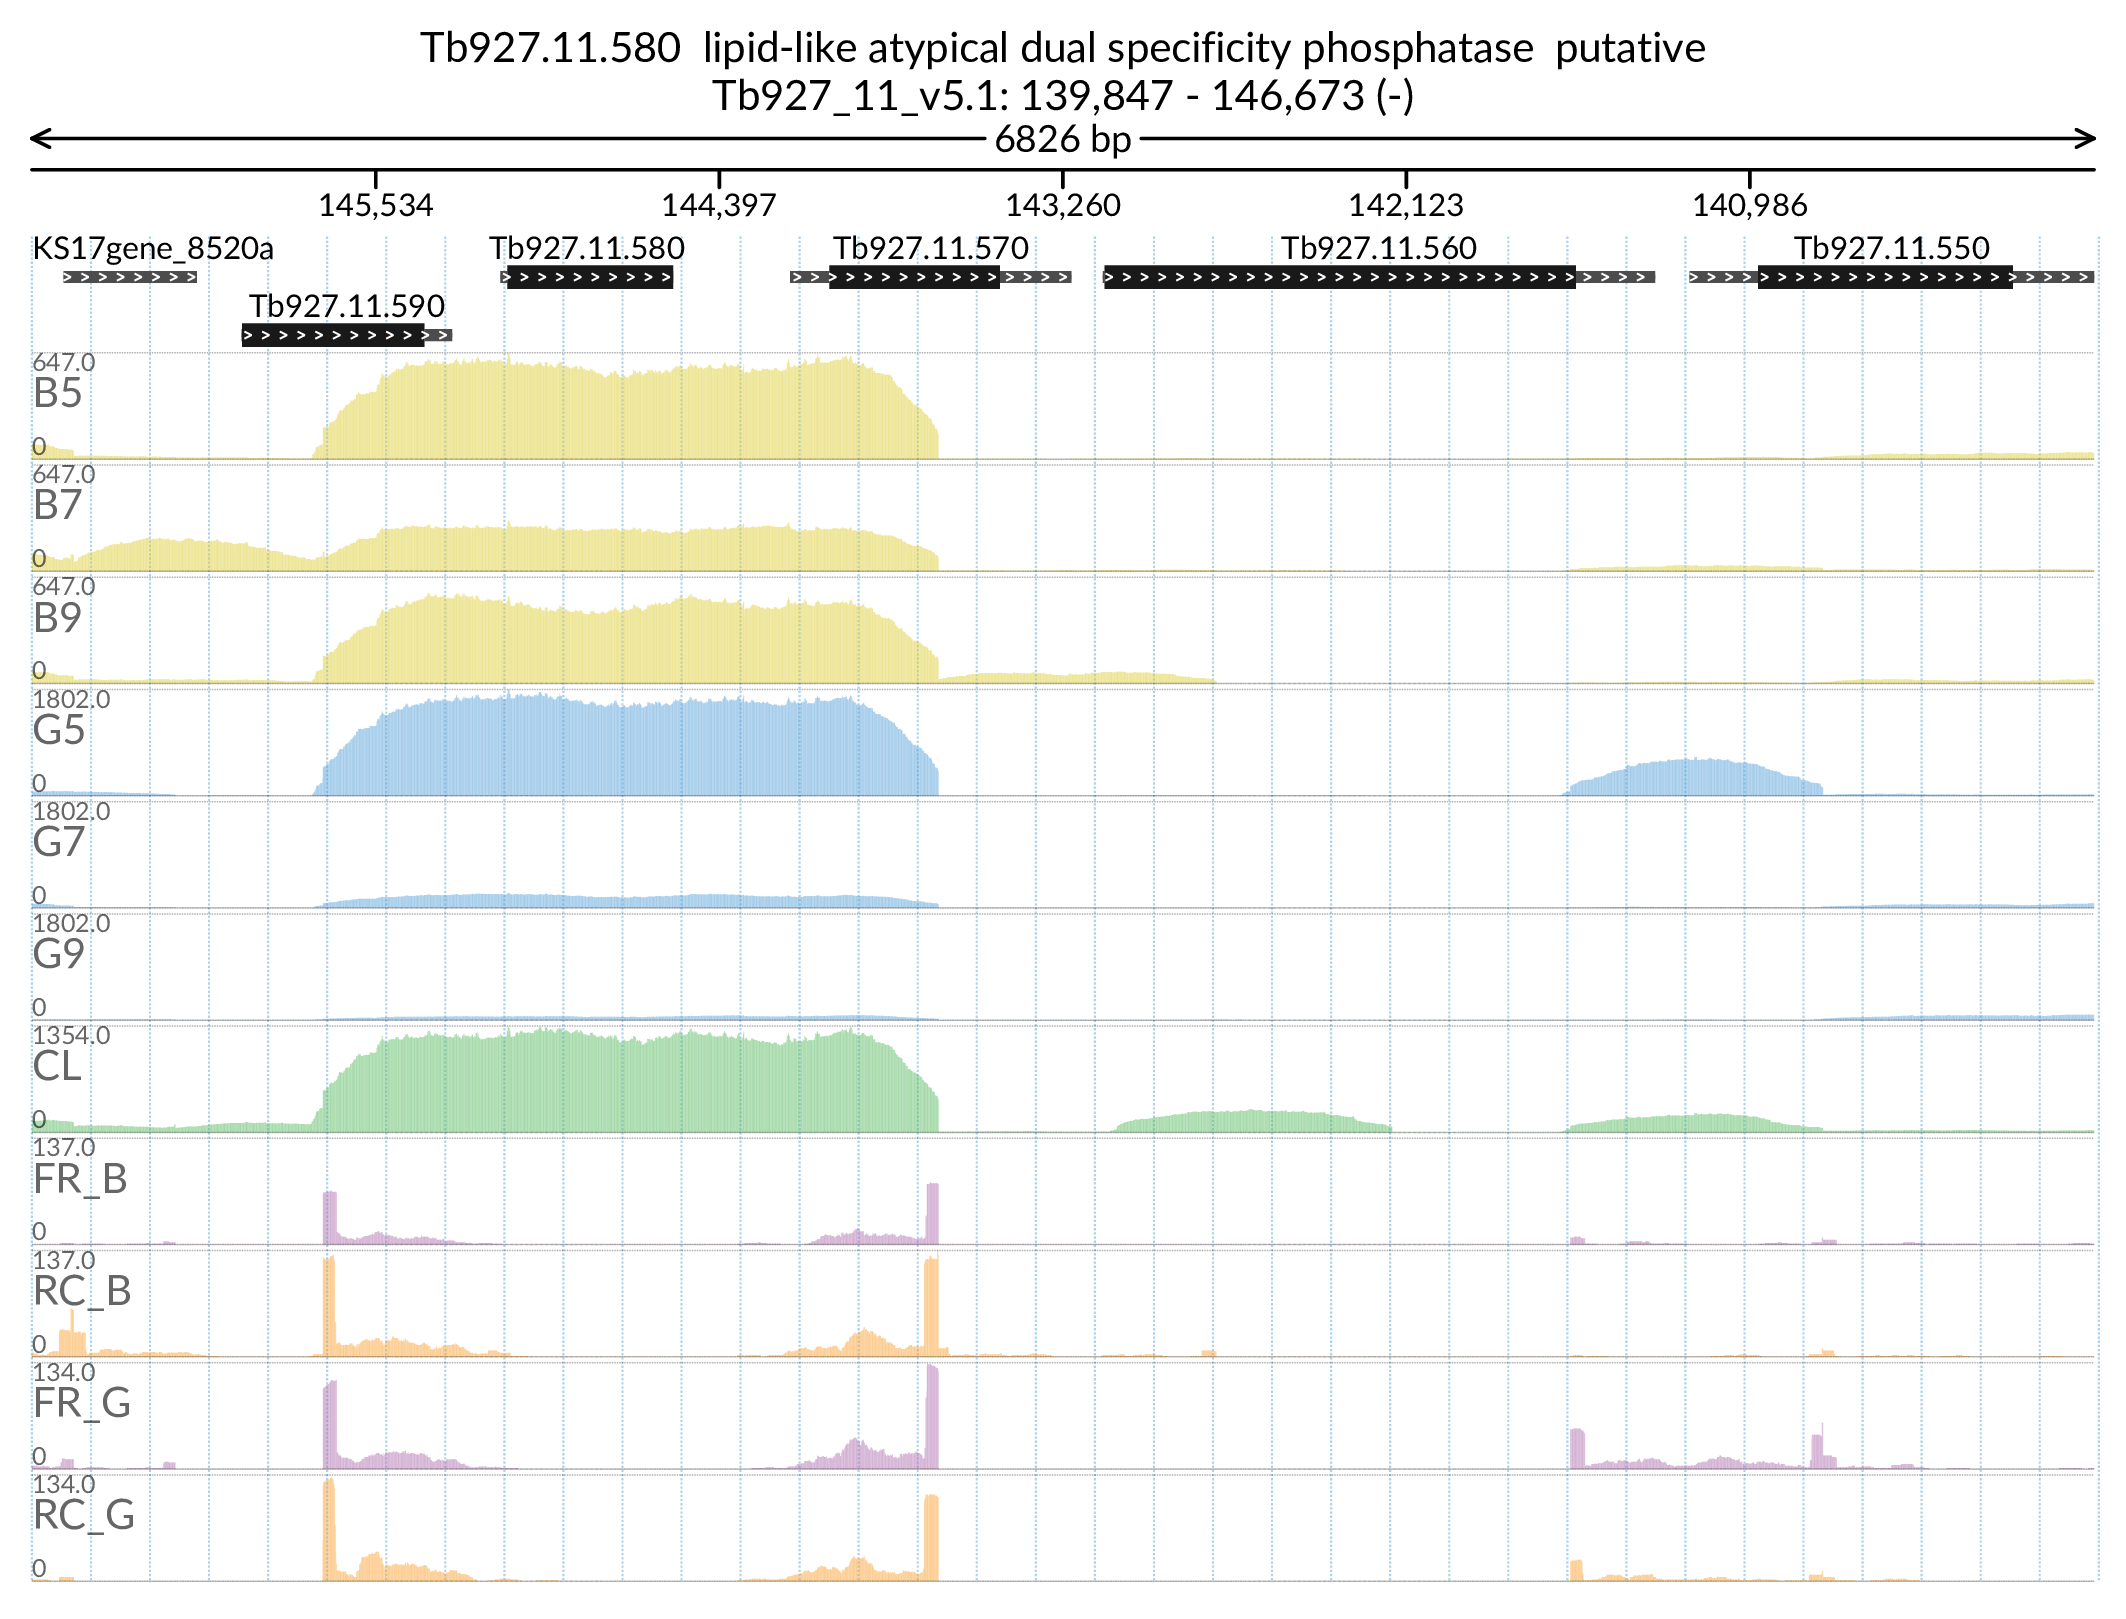 Tb927.11.580 lipid-like atypical dual specificity phosphatase putative
Tb927_11_v5.1: 139,847 - 146,673 (-)
6826 bp
145,534 144,397 143,260 142,123 140,986
KS17gene_8520a Tb927.11.580 Tb927.11.570 Tb927.11.560 Tb927.11.550
Tb927.11.590
647.0
B5
0
647.0
B7
0
647.0
B9
0
1802.0
G5
0
1802.0
G7
0
1802.0
G9
0
1354.0
CL
0
137.0
FR_B
0
137.0
RC_B
0
134.0
FR_G
0
134.0
RC_G
0